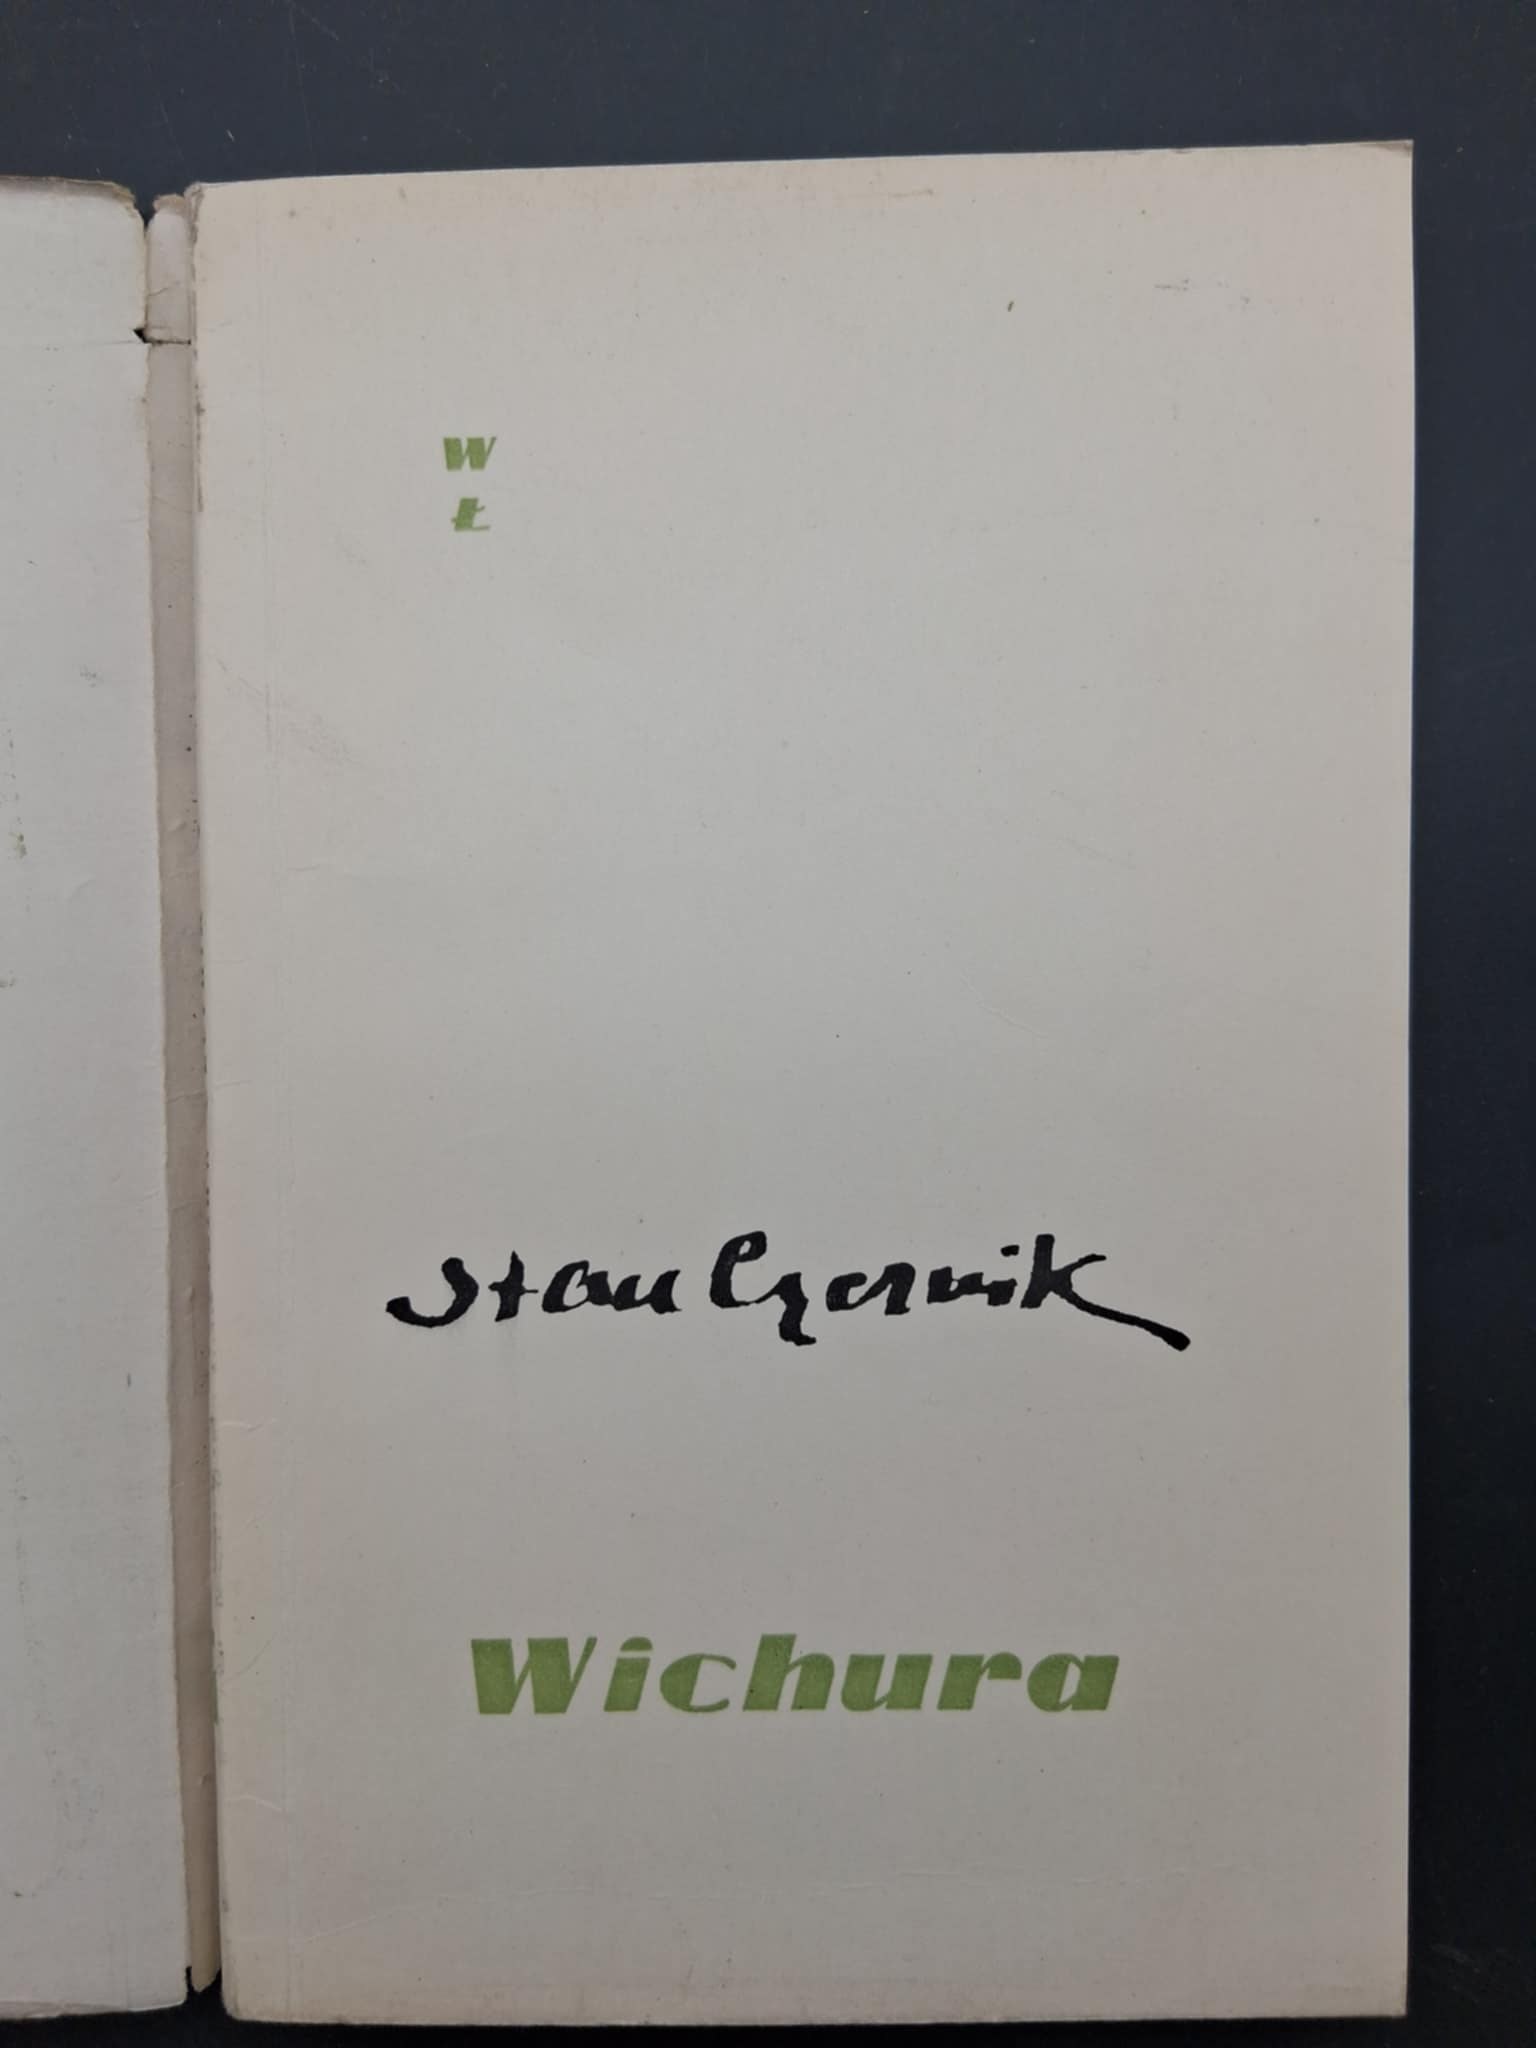 W
Ł
Stan Czernik
Wichura